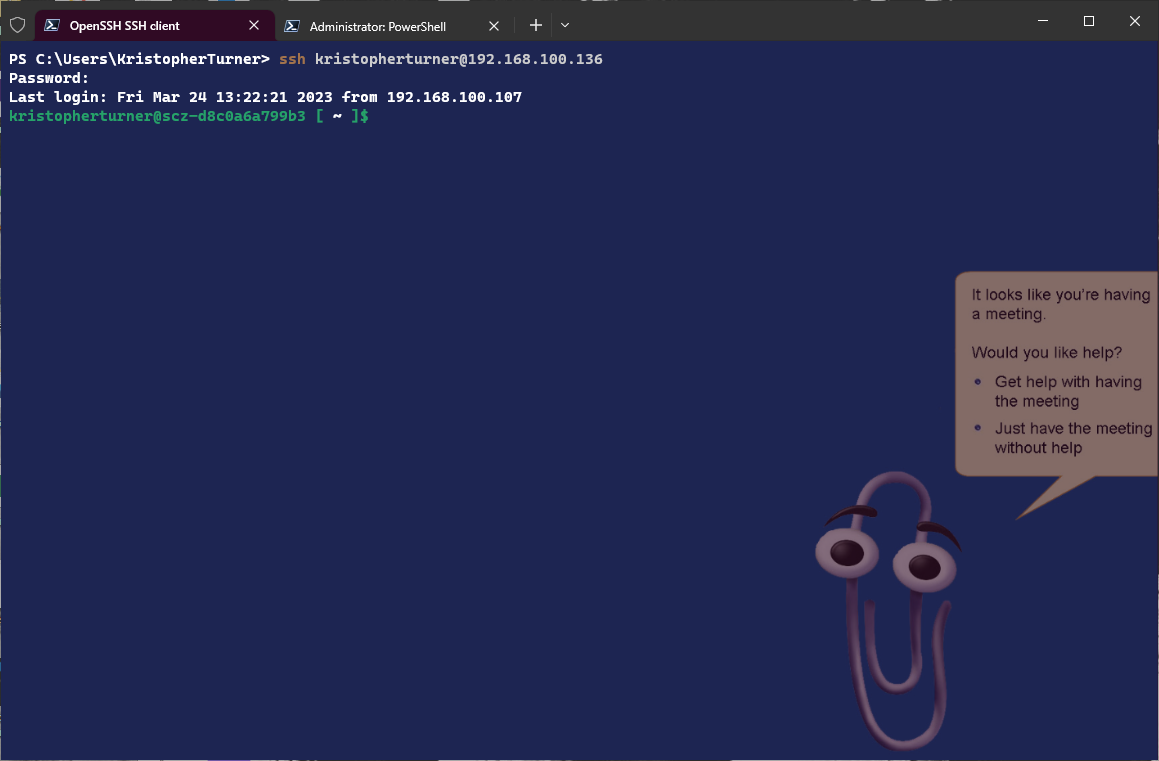 OpenSSH SSH client
Administrator: PowerShell
PS C:\Users\KristopherTurner> ssh kristopherturner@192.168.100.136
Password:
Last login: Fri Mar 24 13:22:21 2023 from 192.168.100.107
kristopherturner@scz-d8c0a6a799b3 [ ~ ]$
It looks like you're having
a meeting.
Would you like help?
• Get help with having
the meeting
• Just have the meeting
without help